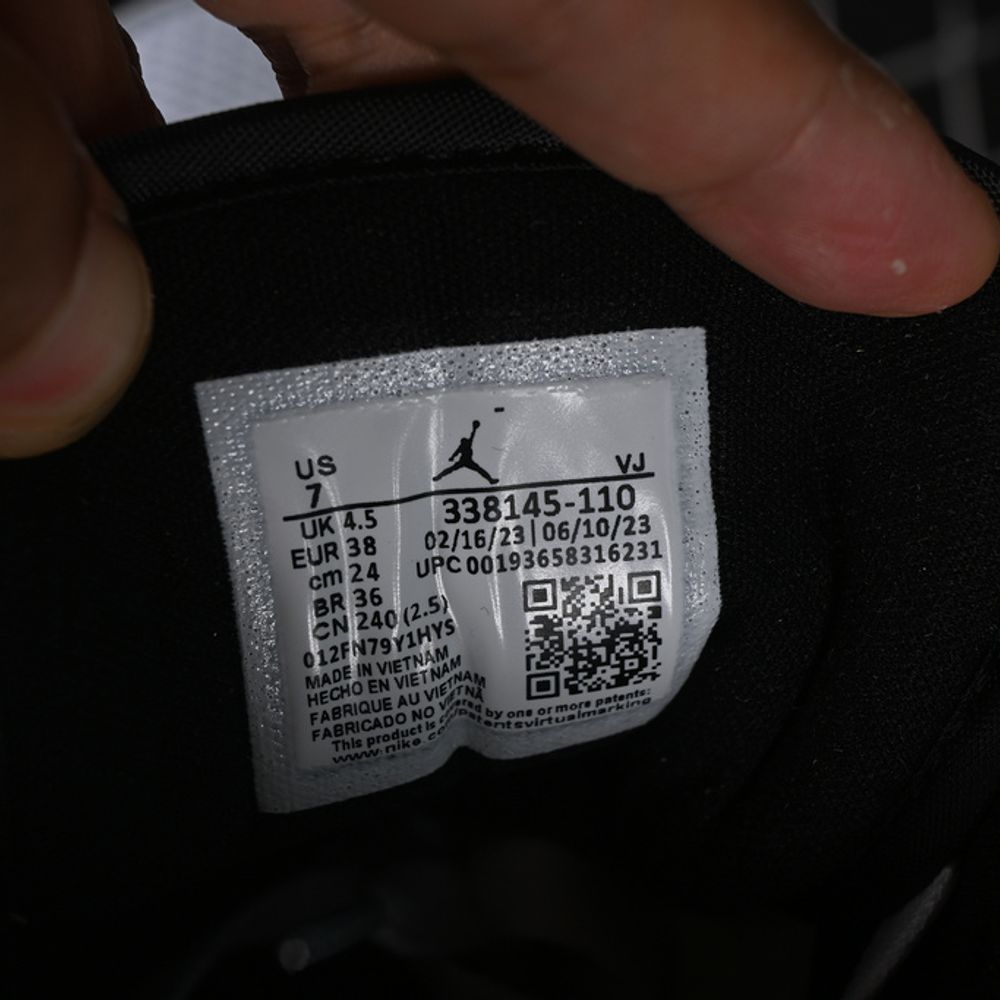 US VJ
7 338145-110
UK 4.5 02/16/23 | 06/10/23
EUR 38 UPC 00193658316231
cm 24
BR 36
CN 240 (2.5)
012FN79Y1HYS
MADE IN VIETNAM
HECHO EN VIETNAM
FABRIQUE AU VIETNAM
FABRICADO NO VIETNÃ
This product is covered by one or more patents:
www.nike.com/patentsvirtualmarking